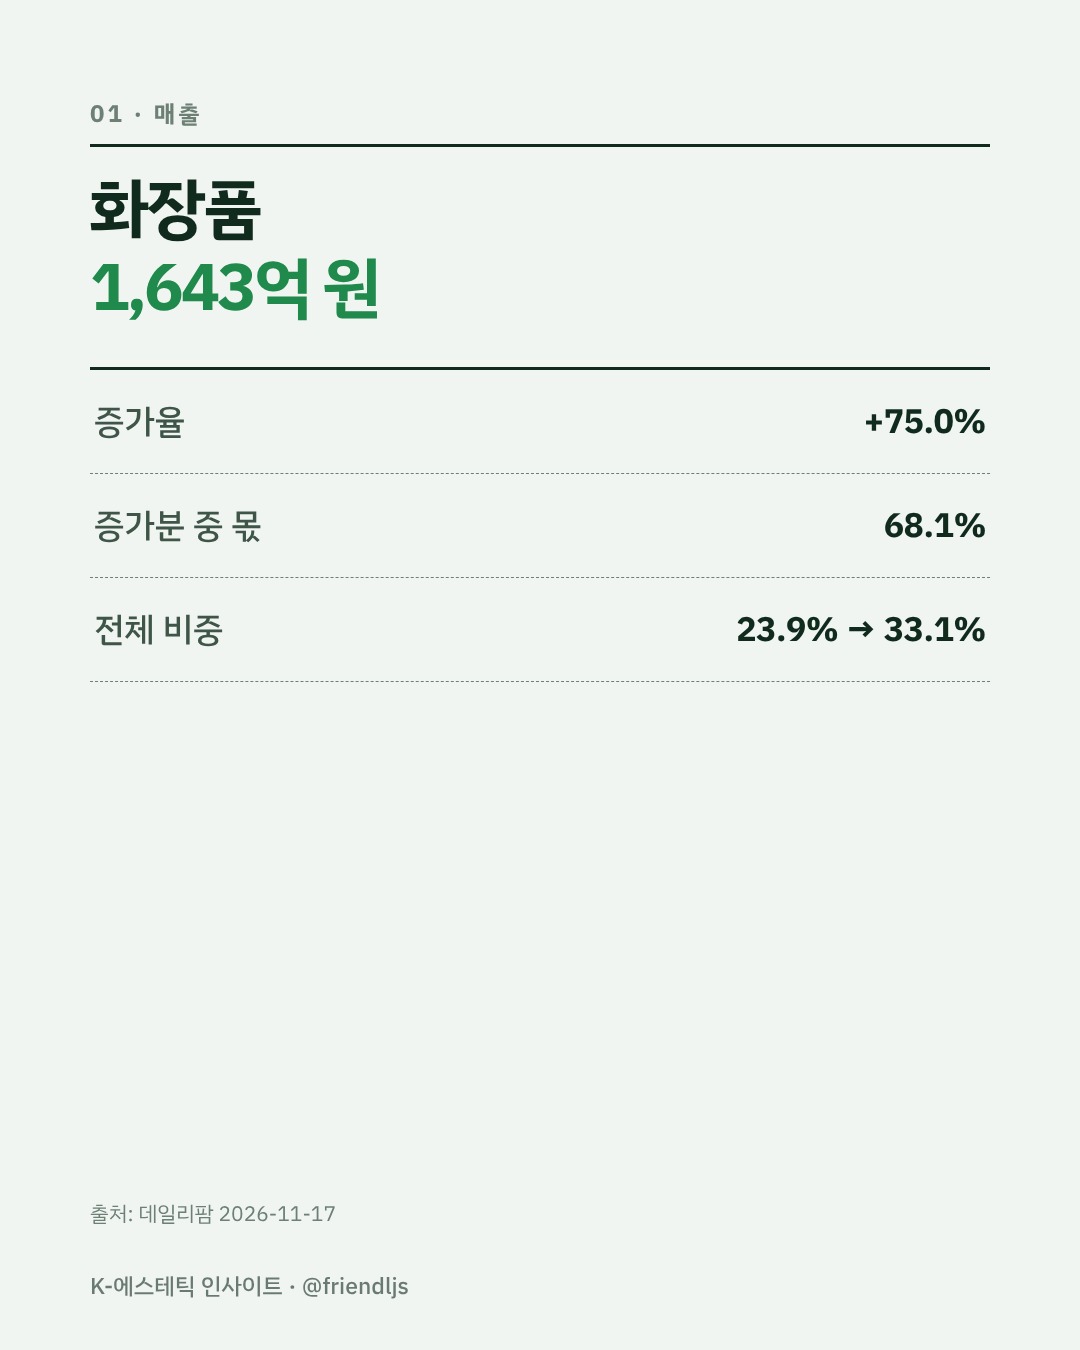 01 · 매출
화장품
1,643억 원
증가율 +75.0%
증가분 중 몫 68.1%
전체 비중 23.9% → 33.1%
출처: 데일리팜 2026-11-17
K-에스테틱 인사이트 · @friendljs